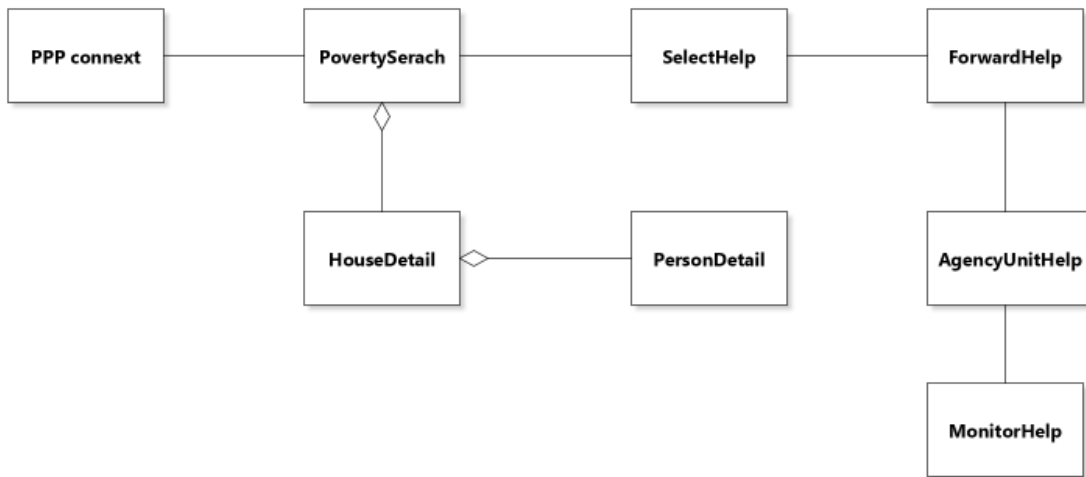 PPP connext
PovertySerach
SelectHelp
ForwardHelp
HouseDetail
PersonDetail
AgencyUnitHelp
MonitorHelp